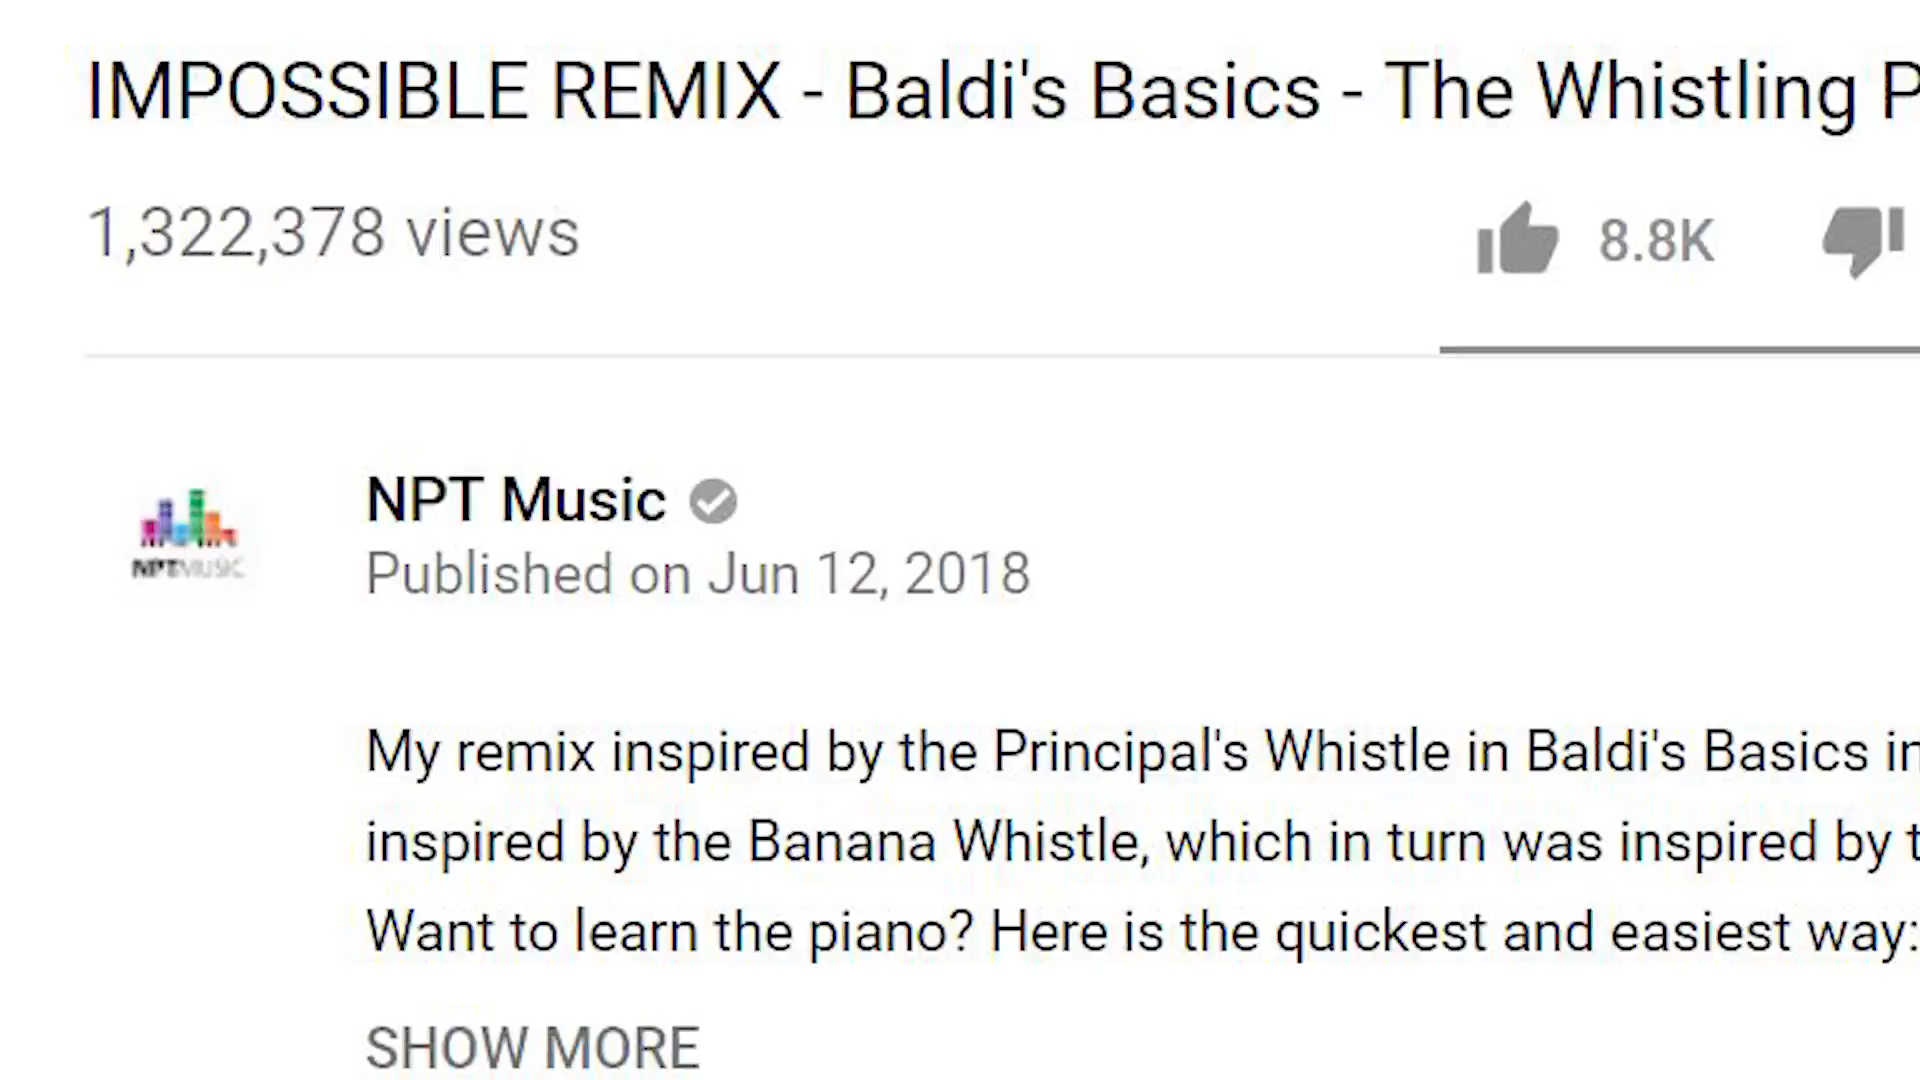 IMPOSSIBLE REMIX - Baldi's Basics - The Whistling P
1,322,378 views
8.8K
NPT Music
NPTMUSIC
Published on Jun 12, 2018
My remix inspired by the Principal's Whistle in Baldi's Basics in
inspired by the Banana Whistle, which in turn was inspired by t
Want to learn the piano? Here is the quickest and easiest way:
SHOW MORE